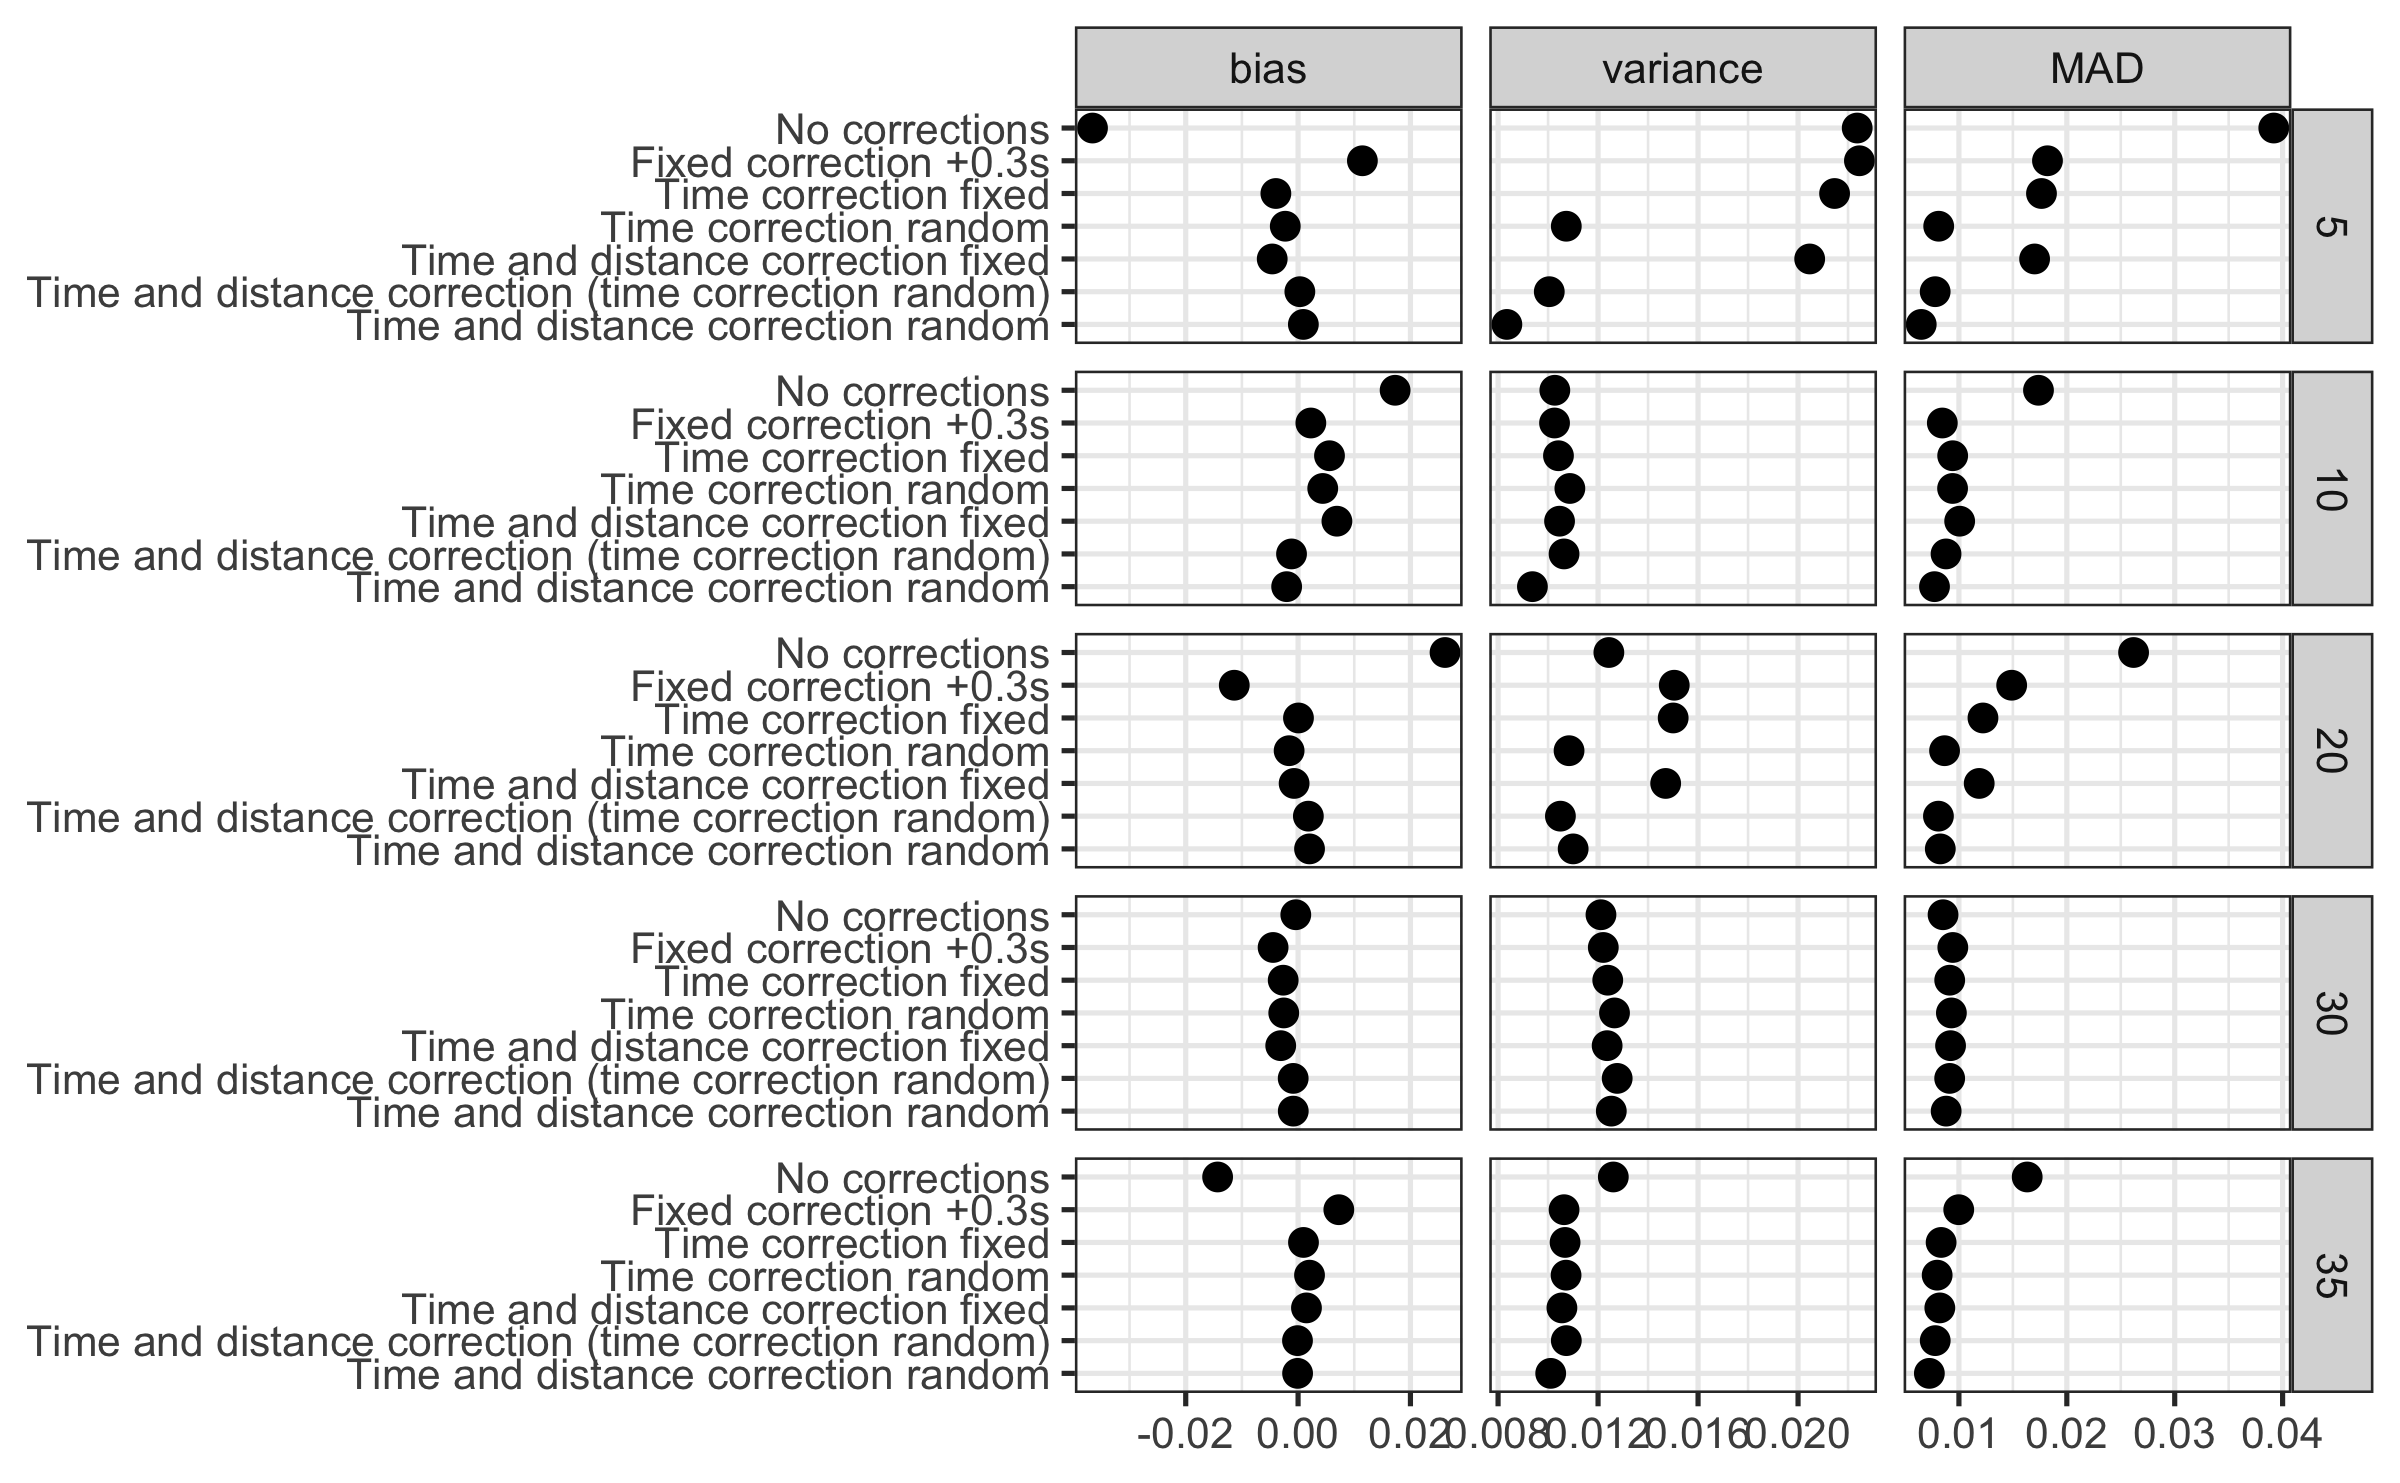 bias variance MAD
No corrections
Fixed correction +0.3s
Time correction fixed
Time correction random
Time and distance correction fixed
Time and distance correction (time correction random)
Time and distance correction random
5
No corrections
Fixed correction +0.3s
Time correction fixed
Time correction random
Time and distance correction fixed
Time and distance correction (time correction random)
Time and distance correction random
10
No corrections
Fixed correction +0.3s
Time correction fixed
Time correction random
Time and distance correction fixed
Time and distance correction (time correction random)
Time and distance correction random
20
No corrections
Fixed correction +0.3s
Time correction fixed
Time correction random
Time and distance correction fixed
Time and distance correction (time correction random)
Time and distance correction random
30
No corrections
Fixed correction +0.3s
Time correction fixed
Time correction random
Time and distance correction fixed
Time and distance correction (time correction random)
Time and distance correction random
35
-0.02 0.00 0.02 0.008 0.012 0.016 0.020 0.01 0.02 0.03 0.04